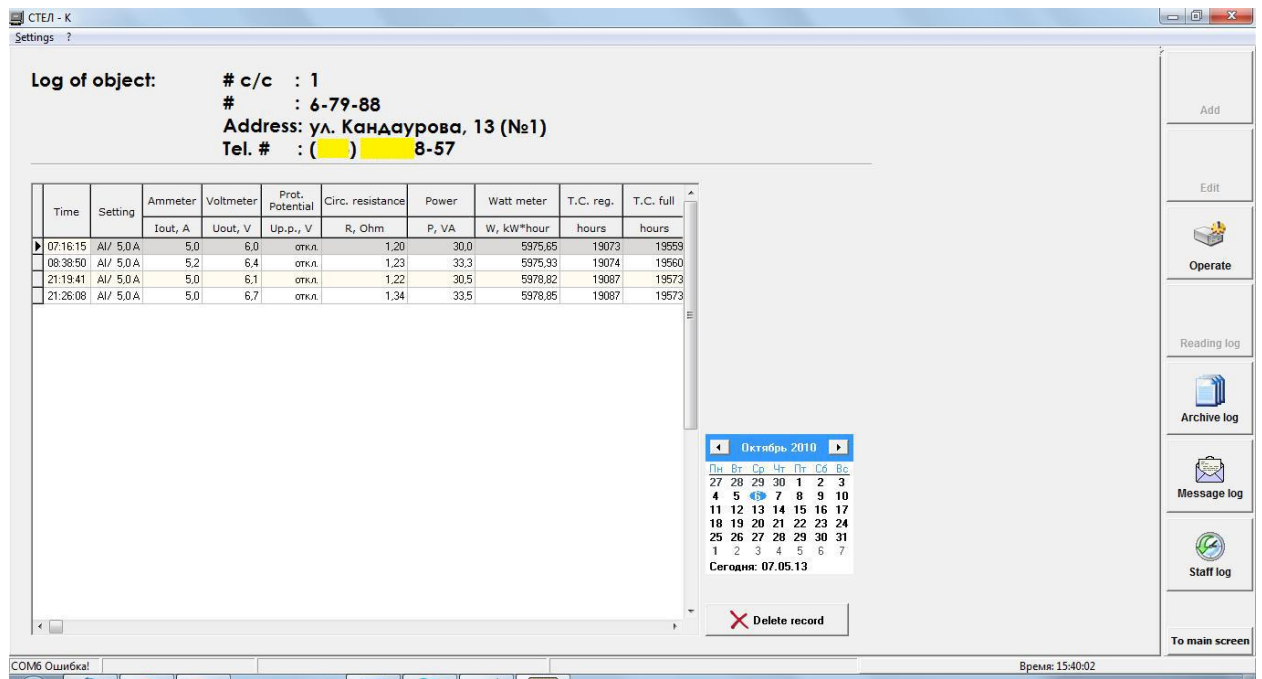 СТЕЛ - К
Settings ?
Log of object: # c/c : 1
# : 6-79-88
Address: ул. Кандаурова, 13 (№1)
Tel. # : ( ) 8-57
Time Setting Ammeter Voltmeter Prot. Potential Circ. resistance Power Watt meter T.C. reg. T.C. full
Iout, A Uout, V Up.p., V R, Ohm P, VA W, kW*hour hours hours
07:16:15 AI/ 5,0 A 5,0 6,0 откл. 1,20 30,0 5975,65 19073 19559
08:38:50 AI/ 5,0 A 5,2 6,4 откл. 1,23 33,3 5975,93 19074 19560
21:19:41 AI/ 5,0 A 5,0 6,1 откл. 1,22 30,5 5978,82 19087 19573
21:26:08 AI/ 5,0 A 5,0 6,7 откл. 1,34 33,5 5978,85 19087 19573
Октябрь 2010
Пн Вт Ср Чт Пт Сб Вс
27 28 29 30 1 2 3
4 5 6 7 8 9 10
11 12 13 14 15 16 17
18 19 20 21 22 23 24
25 26 27 28 29 30 31
1 2 3 4 5 6 7
Сегодня: 07.05.13
Delete record
Add
Edit
Operate
Reading log
Archive log
Message log
Staff log
To main screen
COM6 Ошибка!
Время: 15:40:02